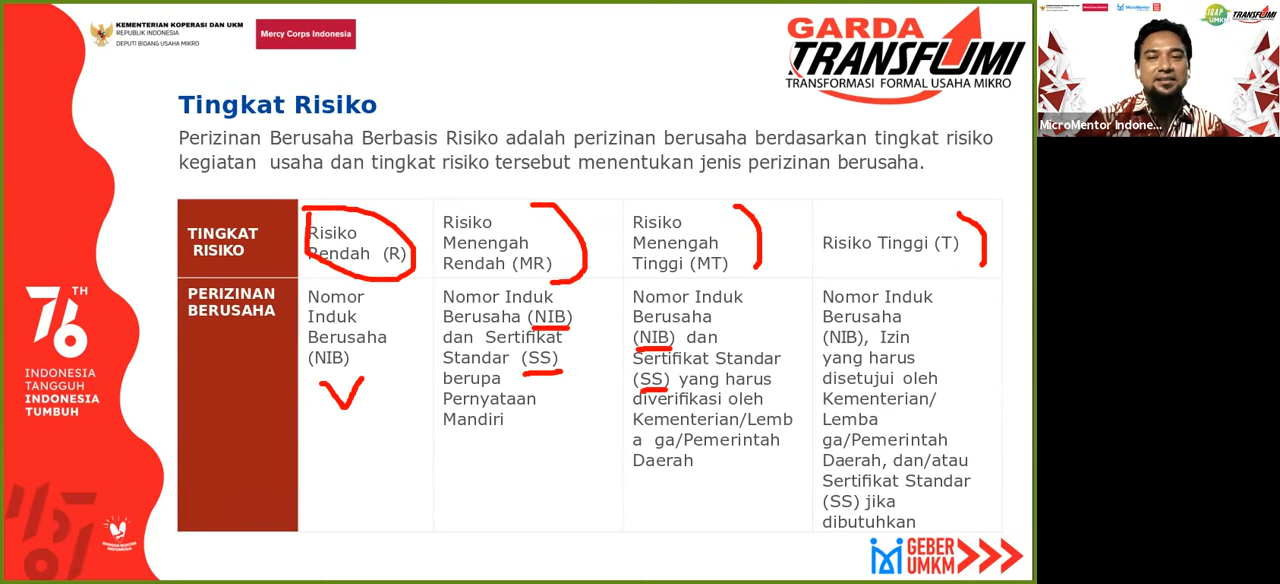 KEMENTERIAN KOPERASI DAN UKM
REPUBLIK INDONESIA
DEPUTI BIDANG USAHA MIKRO
Mercy Corps Indonesia
GARDA
TRANSFUMI
TRANSFORMASI FORMAL USAHA MIKRO
Tingkat Risiko
Perizinan Berusaha Berbasis Risiko adalah perizinan berusaha berdasarkan tingkat risiko
kegiatan usaha dan tingkat risiko tersebut menentukan jenis perizinan berusaha.
TINGKAT
RISIKO
Risiko
Rendah (R)
Risiko
Menengah
Rendah (MR)
Risiko
Menengah
Tinggi (MT)
Risiko Tinggi (T)
PERIZINAN
BERUSAHA
Nomor
Induk
Berusaha
(NIB)
Nomor Induk
Berusaha (NIB)
dan Sertifikat
Standar (SS)
berupa
Pernyataan
Mandiri
Nomor Induk
Berusaha
(NIB) dan
Sertifikat Standar
(SS) yang harus
diverifikasi oleh
Kementerian/Lemb
a ga/Pemerintah
Daerah
Nomor Induk
Berusaha
(NIB), Izin
yang harus
disetujui oleh
Kementerian/
Lemba
ga/Pemerintah
Daerah, dan/atau
Sertifikat Standar
(SS) jika
dibutuhkan
76 TH
INDONESIA
TANGGUH
INDONESIA
TUMBUH
GEBER
UMKM
MicroMentor
TRANSFUMI
MicroMentor Indone...